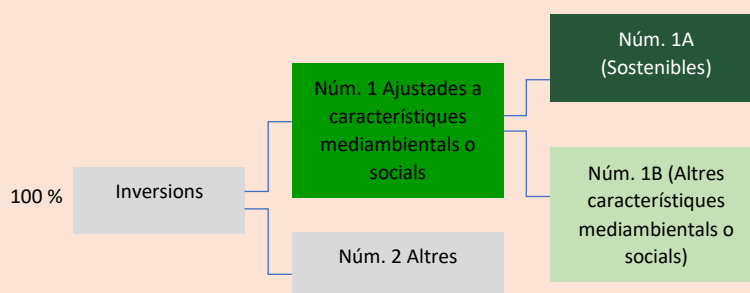 100 %
Inversions
Núm. 1 Ajustades a
característiques
mediambientals o
socials
Núm. 2 Altres
Núm. 1A
(Sostenibles)
Núm. 1B (Altres
característiques
mediambientals o
socials)